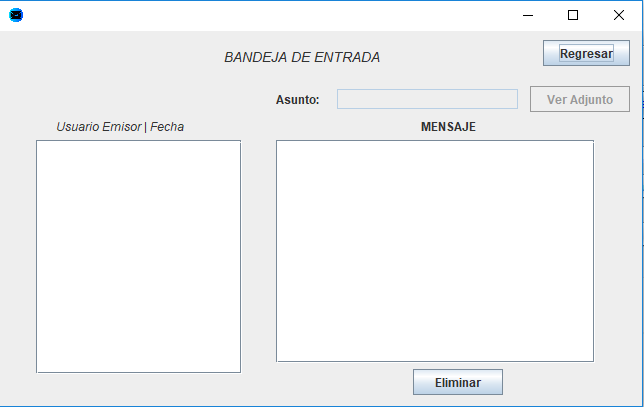 BANDEJA DE ENTRADA
Regresar
Asunto:
Ver Adjunto
Usuario Emisor | Fecha
MENSAJE
Eliminar